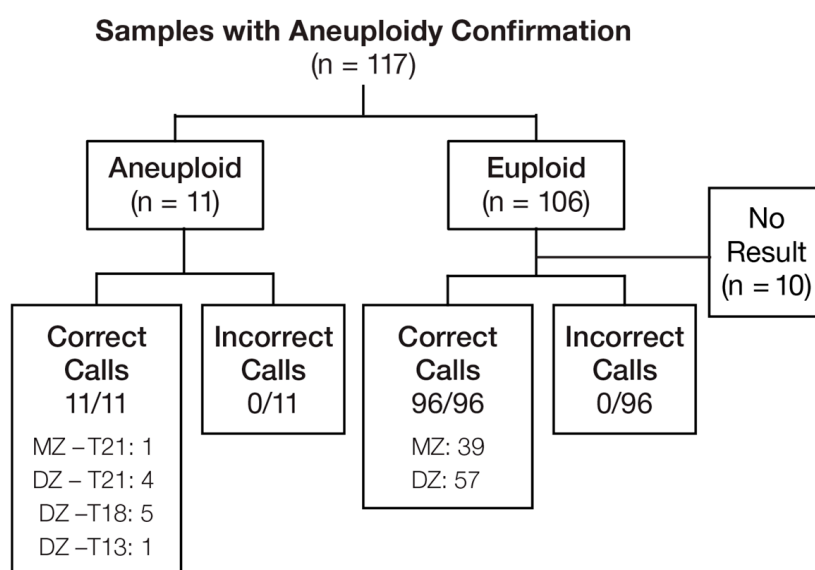 Samples with Aneuploidy Confirmation
(n = 117)
Aneuploid
(n = 11)
Euploid
(n = 106)
No
Result
(n = 10)
Correct
Calls
11/11
MZ – T21: 1
DZ – T21: 4
DZ –T18: 5
DZ –T13: 1
Incorrect
Calls
0/11
Correct
Calls
96/96
MZ: 39
DZ: 57
Incorrect
Calls
0/96